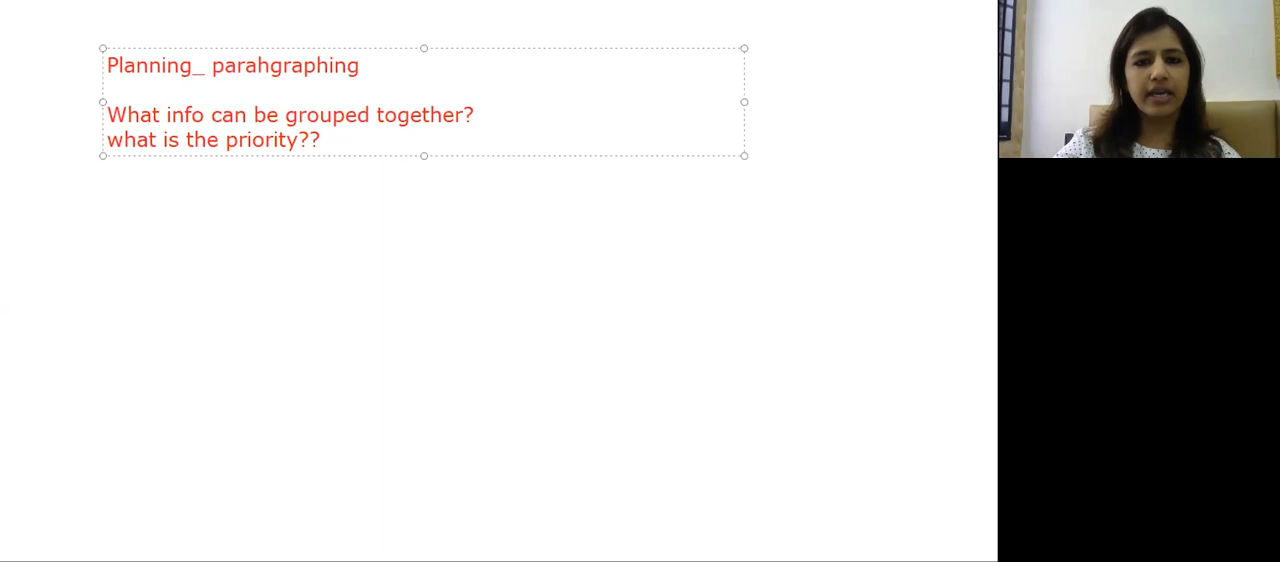 Planning_ parahgraphing
What info can be grouped together?
what is the priority??